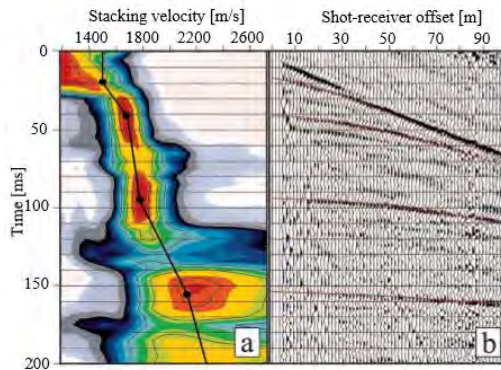 Stacking velocity [m/s]
Shot-receiver offset [m]
1400 1800 2200 2600
10 30 50 70 90
Time [ms]
0
50
100
150
200
a
b